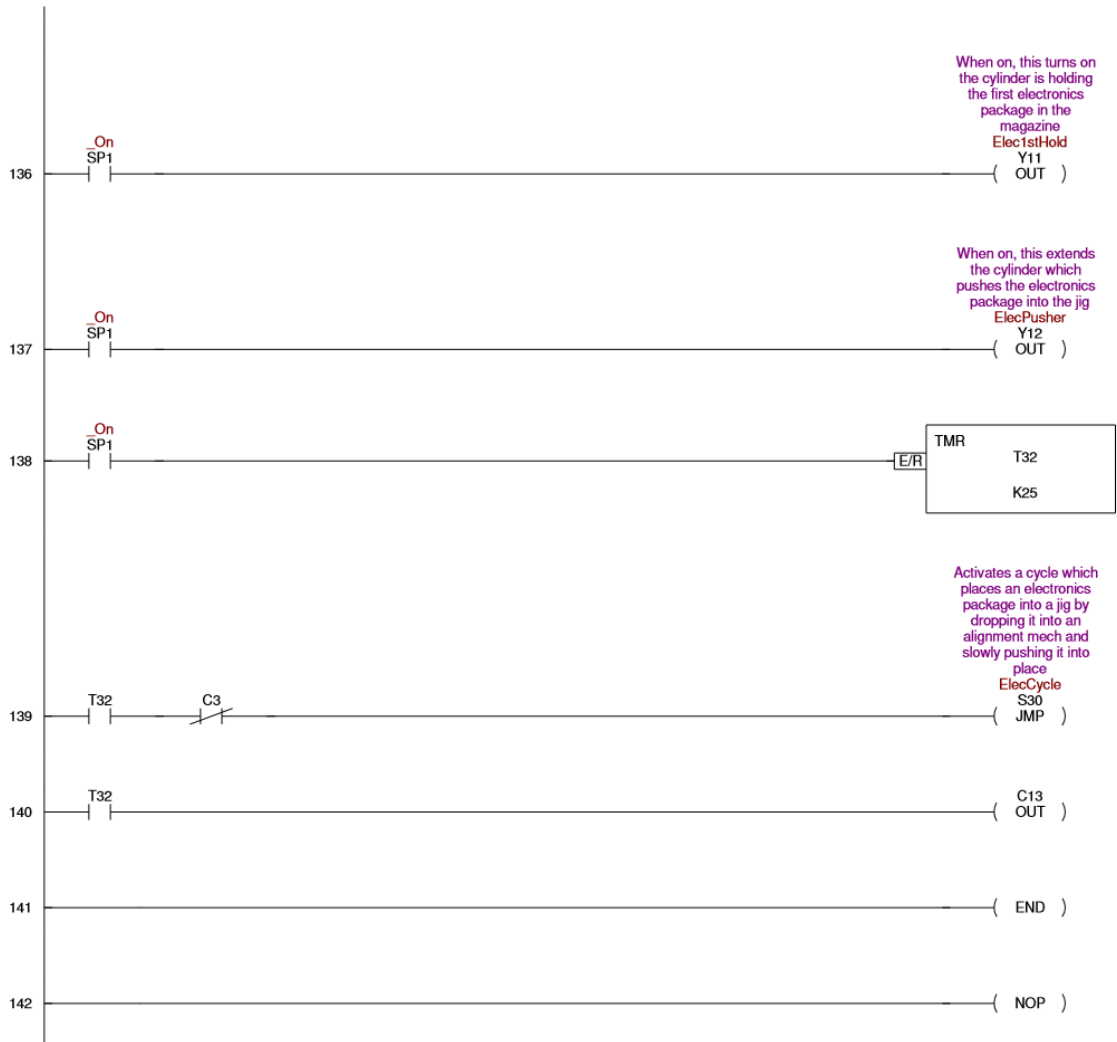 When on, this turns on
the cylinder is holding
the first electronics
package in the
magazine
_On Elec1stHold
SP1 Y11
136 OUT
When on, this extends
the cylinder which
pushes the electronics
package into the jig
_On ElecPusher
SP1 Y12
137 OUT
_On
SP1 TMR
138 E/R T32
K25
Activates a cycle which
places an electronics
package into a jig by
dropping it into an
alignment mech and
slowly pushing it into
place
ElecCycle
T32 C3 S30
139 JMP
T32 C13
140 OUT
141 END
142 NOP